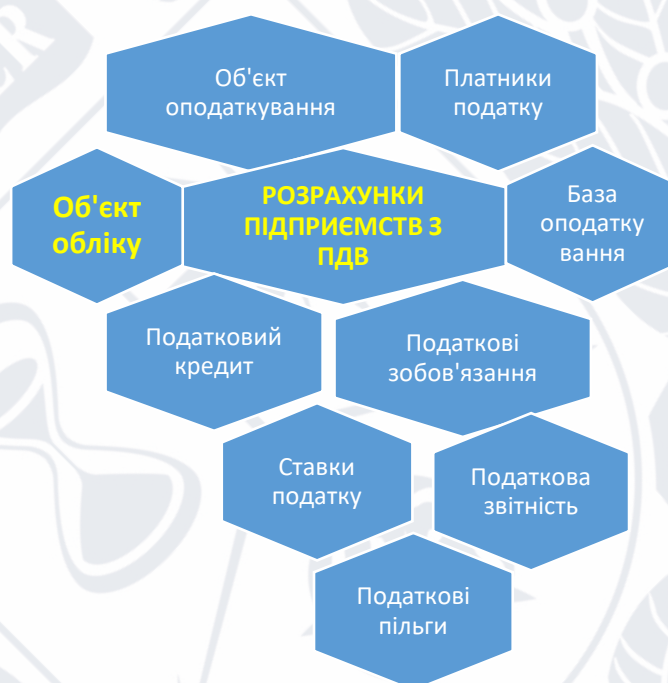 Об'єкт
оподаткування
Платники
податку
Об'єкт
обліку
РОЗРАХУНКИ
ПІДПРИЄМСТВ З
ПДВ
База
оподатку
вання
Податковий
кредит
Податкові
зобов'язання
Ставки
податку
Податкова
звітність
Податкові
пільги